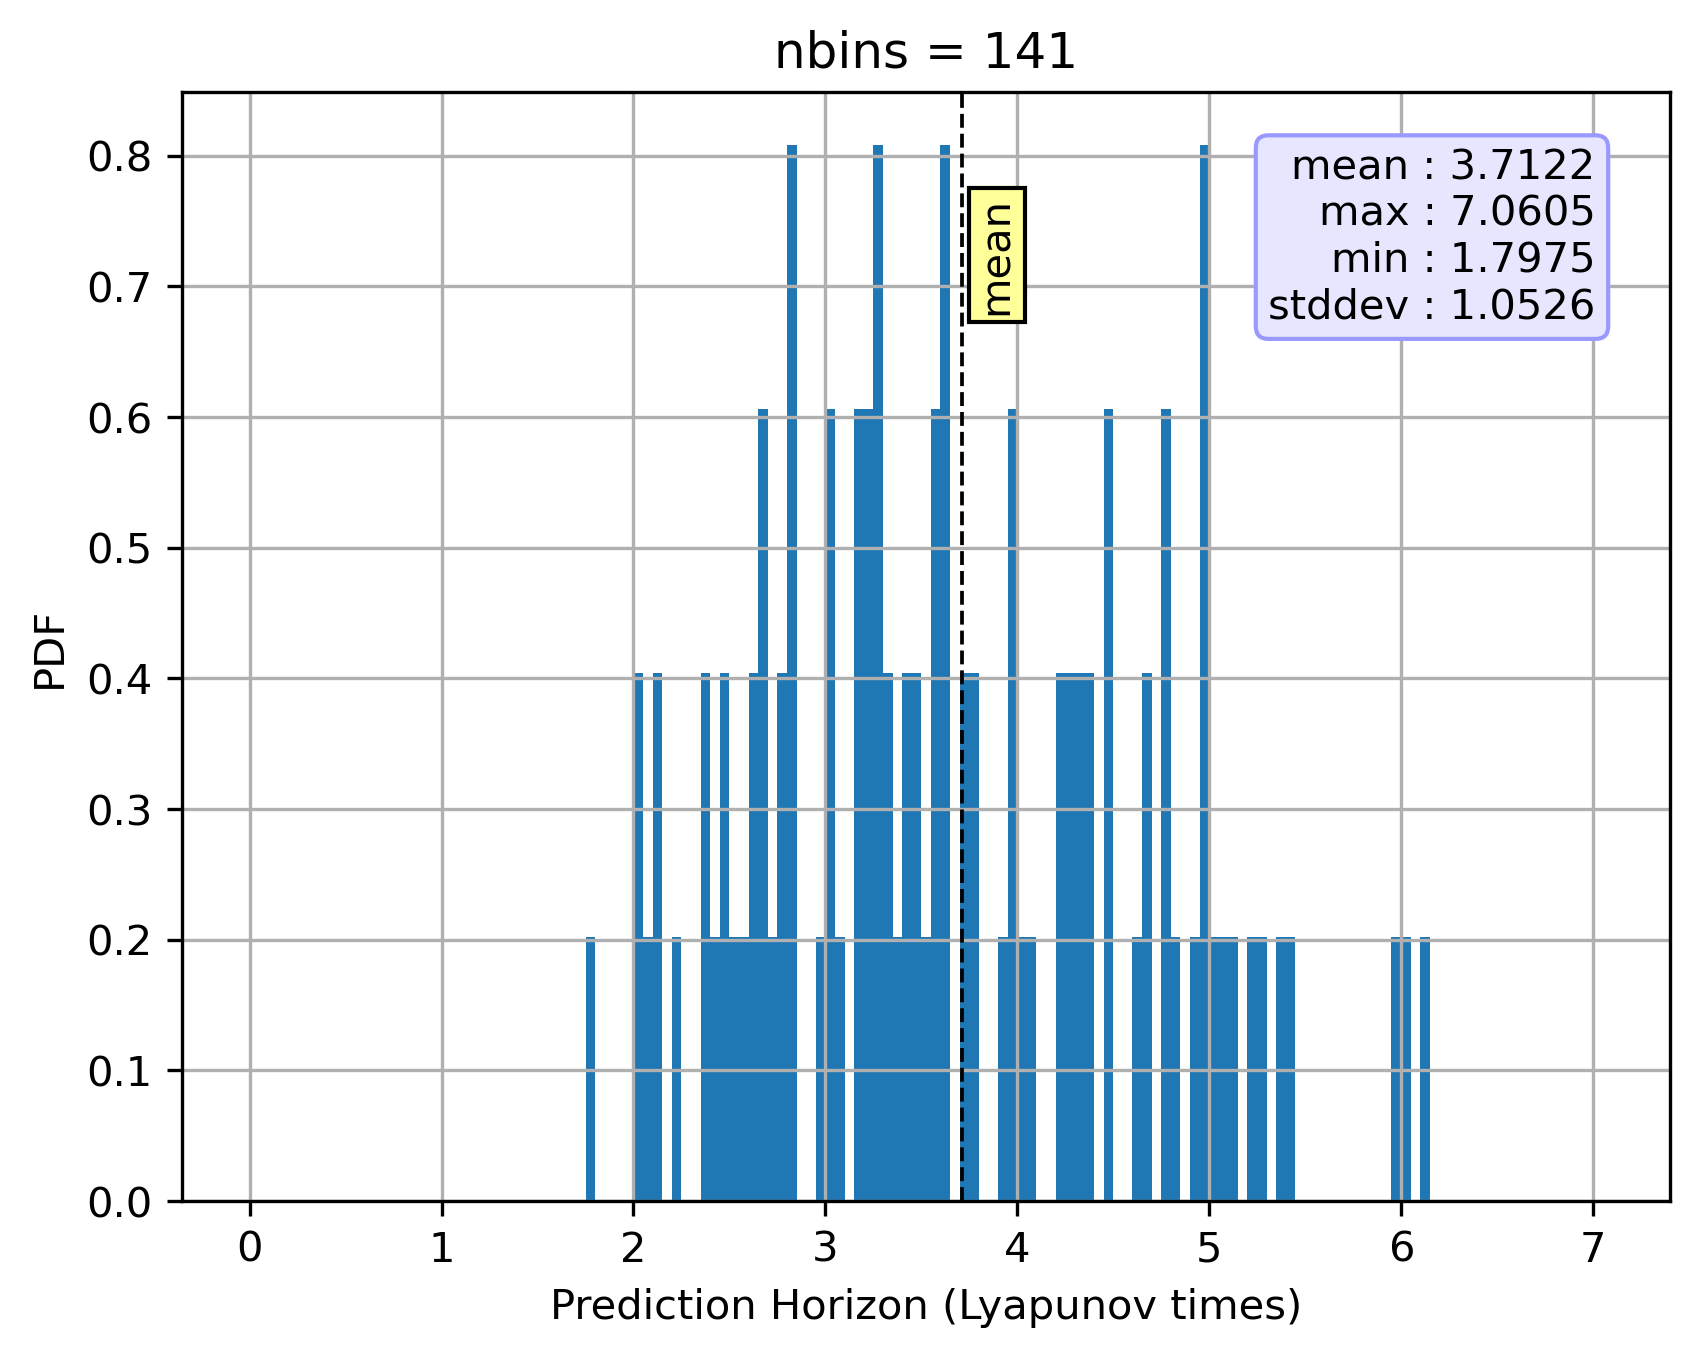 nbins = 141
mean : 3.7122
max : 7.0605
min : 1.7975
stddev : 1.0526
mean
PDF
0.8
0.7
0.6
0.5
0.4
0.3
0.2
0.1
0.0
0 1 2 3 4 5 6 7
Prediction Horizon (Lyapunov times)